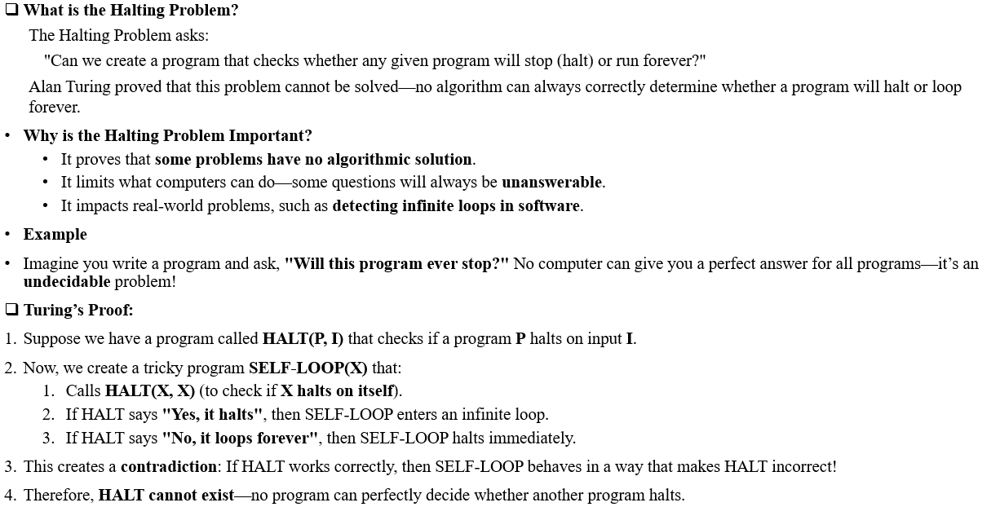 ❑ What is the Halting Problem?
The Halting Problem asks:
"Can we create a program that checks whether any given program will stop (halt) or run forever?"
Alan Turing proved that this problem cannot be solved—no algorithm can always correctly determine whether a program will halt or loop
forever.
• Why is the Halting Problem Important?
• It proves that some problems have no algorithmic solution.
• It limits what computers can do—some questions will always be unanswerable.
• It impacts real-world problems, such as detecting infinite loops in software.
• Example
• Imagine you write a program and ask, "Will this program ever stop?" No computer can give you a perfect answer for all programs—it’s an
undecidable problem!
❑ Turing’s Proof:
1. Suppose we have a program called HALT(P, I) that checks if a program P halts on input I.
2. Now, we create a tricky program SELF-LOOP(X) that:
1. Calls HALT(X, X) (to check if X halts on itself).
2. If HALT says "Yes, it halts", then SELF-LOOP enters an infinite loop.
3. If HALT says "No, it loops forever", then SELF-LOOP halts immediately.
3. This creates a contradiction: If HALT works correctly, then SELF-LOOP behaves in a way that makes HALT incorrect!
4. Therefore, HALT cannot exist—no program can perfectly decide whether another program halts.